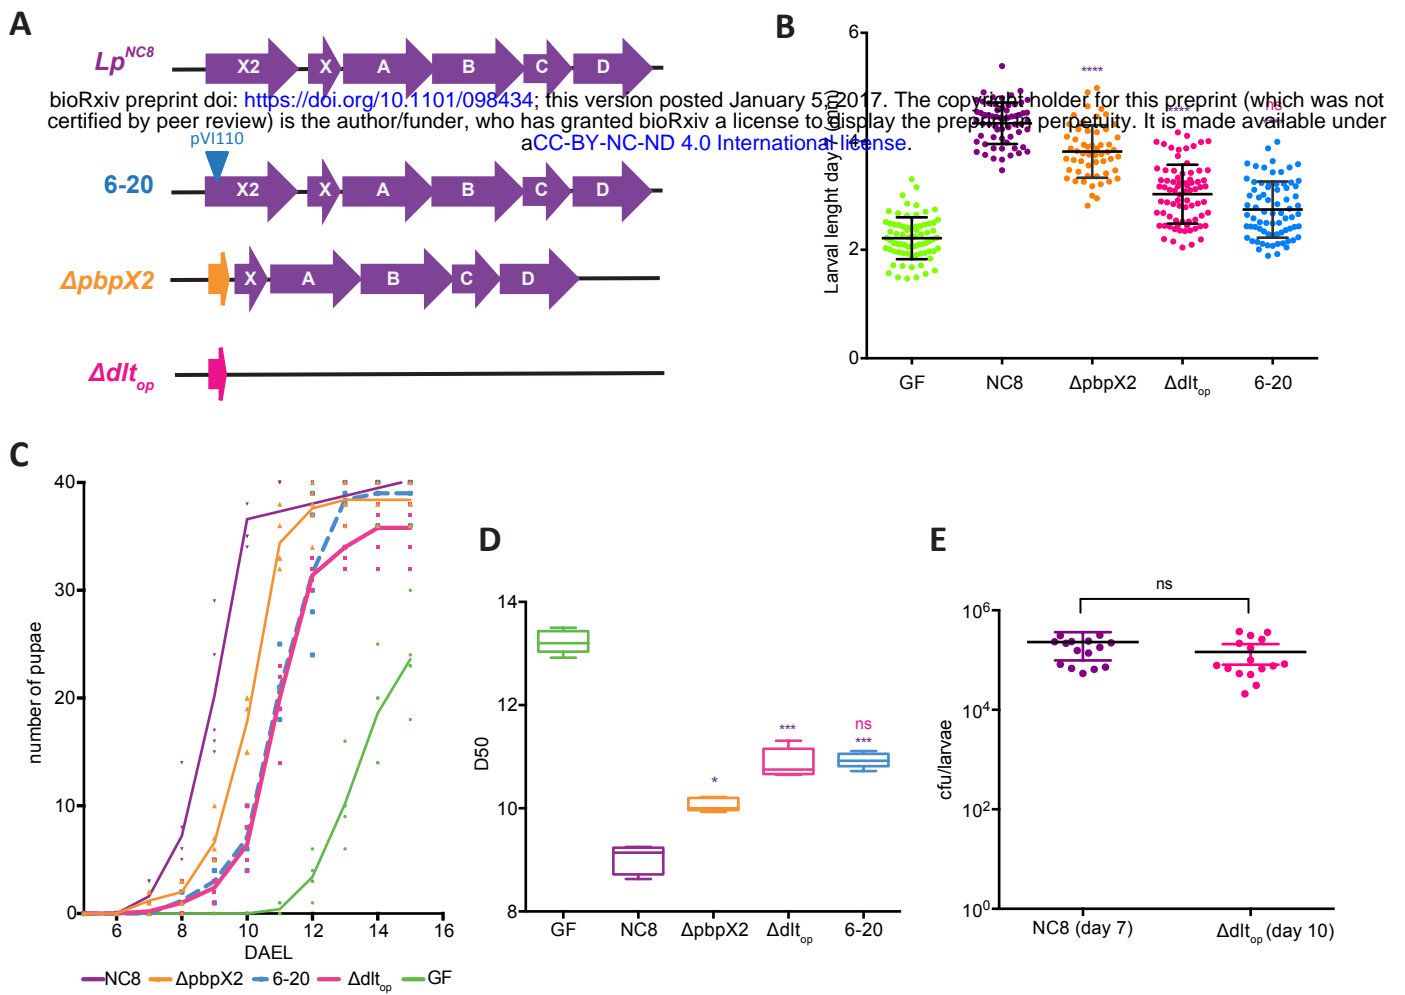 A
Lp^NC8
X2 X A B C D
bioRxiv preprint doi: https://doi.org/10.1101/098434; this version posted January 5, 2017. The copyright holder for this preprint (which was not
certified by peer review) is the author/funder, who has granted bioRxiv a license to display the preprint in perpetuity. It is made available under
aCC-BY-NC-ND 4.0 International license.
pVI110
6-20
X2 X A B C D
ΔpbpX2
X A B C D
Δdlt_op
B
Larval lenght day 7 (mm)
6
4
2
0
****
****
ns
****
GF NC8 ΔpbpX2 Δdlt_op 6-20
C
number of pupae
40
30
20
10
0
6 8 10 12 14 16
DAEL
NC8 ΔpbpX2 6-20 Δdlt_op GF
D
D50
14
12
10
8
*
***
ns
***
GF NC8 ΔpbpX2 Δdlt_op 6-20
E
cfu/larvae
ns
10^6
10^4
10^2
10^0
NC8 (day 7) Δdlt_op (day 10)